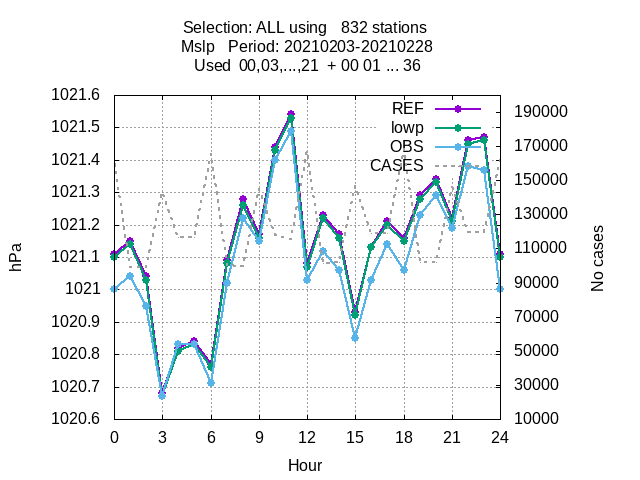 Selection: ALL using   832 stations
Mslp   Period: 20210203-20210228
Used  00,03,...,21  + 00 01 ... 36
1021.6
1021.5
1021.4
1021.3
1021.2
1021.1
1021
1020.9
1020.8
1020.7
1020.6
hPa
REF
lowp
OBS
CASES
190000
170000
150000
130000
110000
90000
70000
50000
30000
10000
No cases
0 3 6 9 12 15 18 21 24
Hour